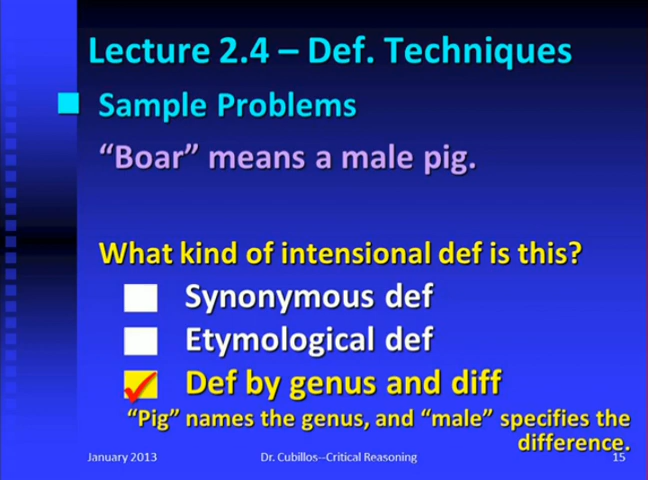 Lecture 2.4 – Def. Techniques
Sample Problems
“Boar” means a male pig.
What kind of intensional def is this?
Synonymous def
Etymological def
Def by genus and diff
“Pig” names the genus, and “male” specifies the
difference.
January 2013 Dr. Cubillos--Critical Reasoning 15